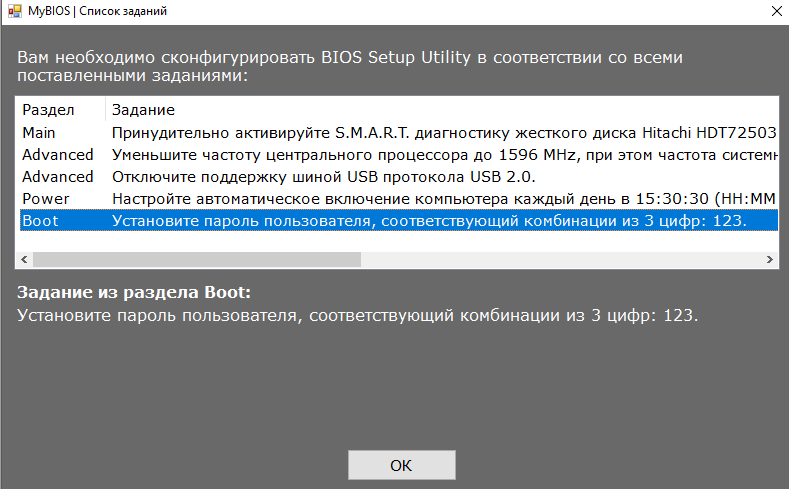 MyBIOS | Список заданий
Вам необходимо сконфигурировать BIOS Setup Utility в соответствии со всеми
поставленными заданиями:
Раздел Задание
Main Принудительно активируйте S.M.A.R.T. диагностику жесткого диска Hitachi HDT72503
Advanced Уменьшите частоту центрального процессора до 1596 MHz, при этом частота системн
Advanced Отключите поддержку шиной USB протокола USB 2.0.
Power Настройте автоматическое включение компьютера каждый день в 15:30:30 (HH:MM
Boot Установите пароль пользователя, соответствующий комбинации из 3 цифр: 123.
Задание из раздела Boot:
Установите пароль пользователя, соответствующий комбинации из 3 цифр: 123.
OK